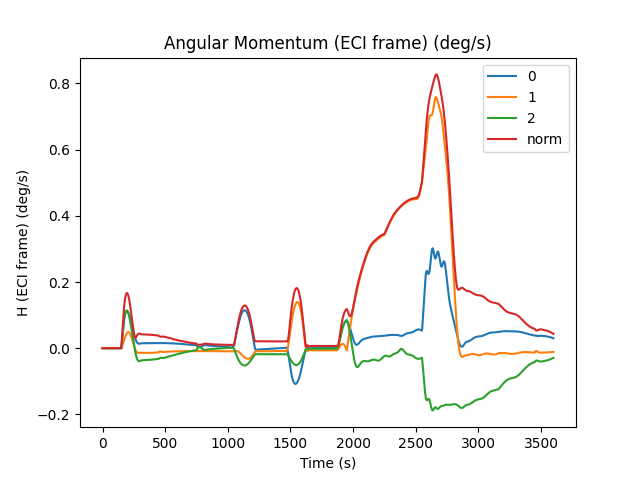 Angular Momentum (ECI frame) (deg/s)
0
1
2
norm
H (ECI frame) (deg/s)
0.8
0.6
0.4
0.2
0.0
−0.2
0 500 1000 1500 2000 2500 3000 3500
Time (s)